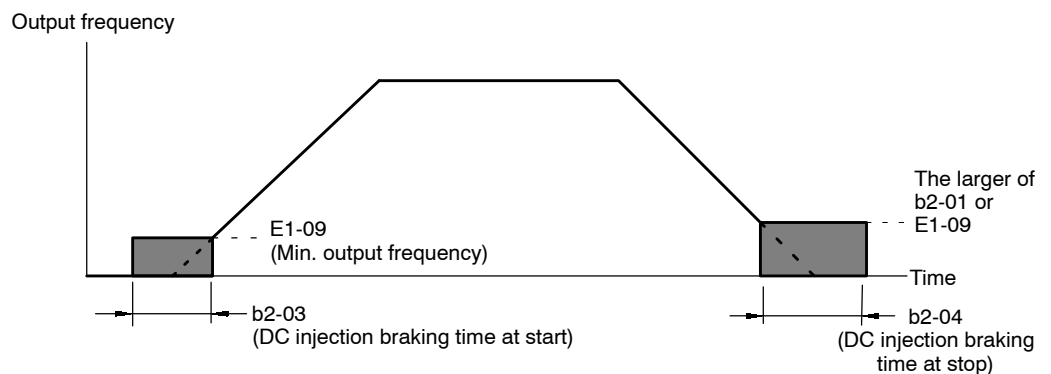 Output frequency
The larger of
b2-01 or
E1-09
E1-09
(Min. output frequency)
Time
b2-03
(DC injection braking time at start)
b2-04
(DC injection braking
time at stop)